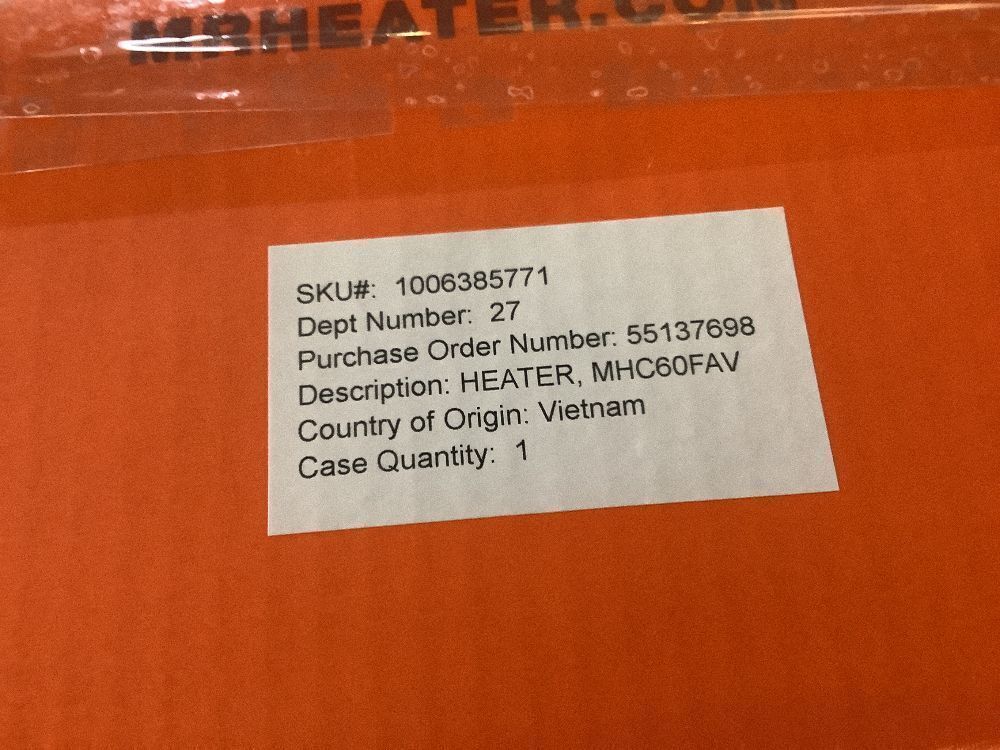 MRHEATER.COM
SKU#: 1006385771
Dept Number: 27
Purchase Order Number: 55137698
Description: HEATER, MHC60FAV
Country of Origin: Vietnam
Case Quantity: 1